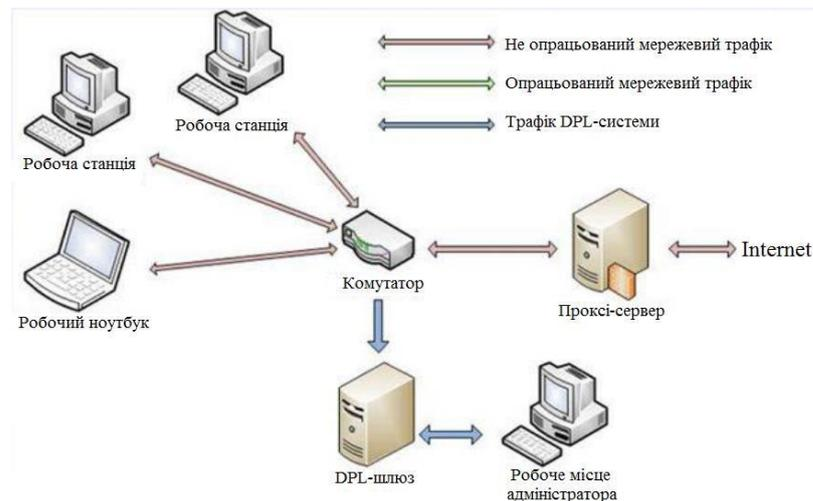 Не опрацьований мережевий трафік
Опрацьований мережевий трафік
Трафік DPL-системи
Робоча станція
Робоча станція
Робочий ноутбук
Комутатор
Проксі-сервер
Internet
DPL-шлюз
Робоче місце
адміністратора